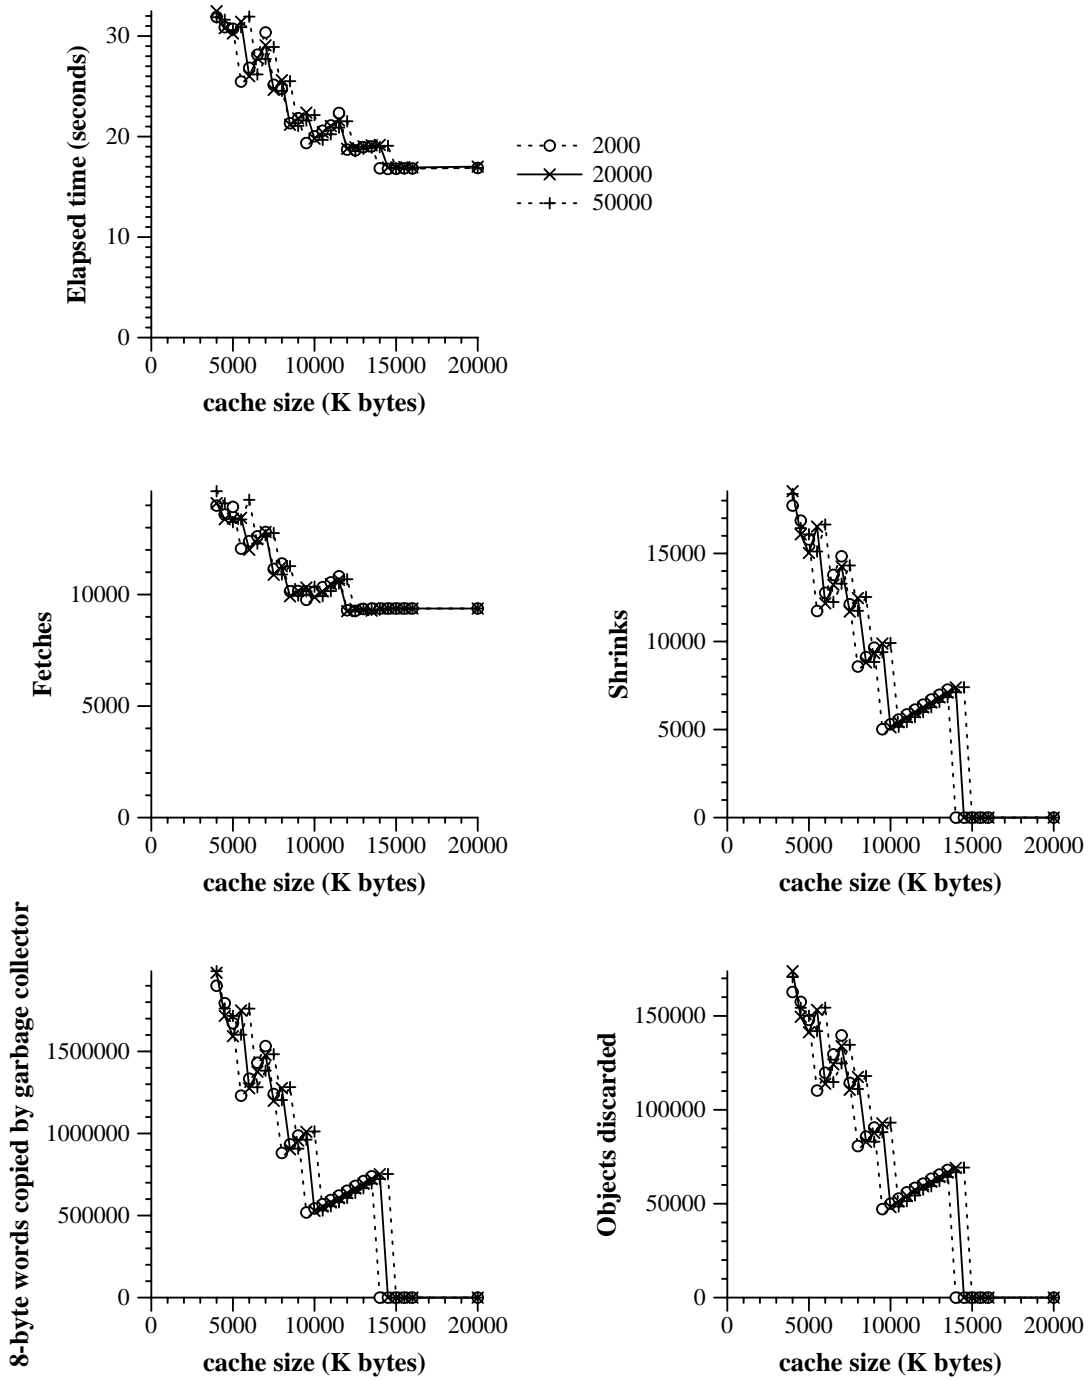 Elapsed time (seconds)
30
20
10
0
0 5000 10000 15000 20000
cache size (K bytes)
2000
20000
50000
Fetches
10000
5000
0
0 5000 10000 15000 20000
cache size (K bytes)
Shrinks
15000
10000
5000
0
0 5000 10000 15000 20000
cache size (K bytes)
8-byte words copied by garbage collector
1500000
1000000
500000
0
0 5000 10000 15000 20000
cache size (K bytes)
Objects discarded
150000
100000
50000
0
0 5000 10000 15000 20000
cache size (K bytes)